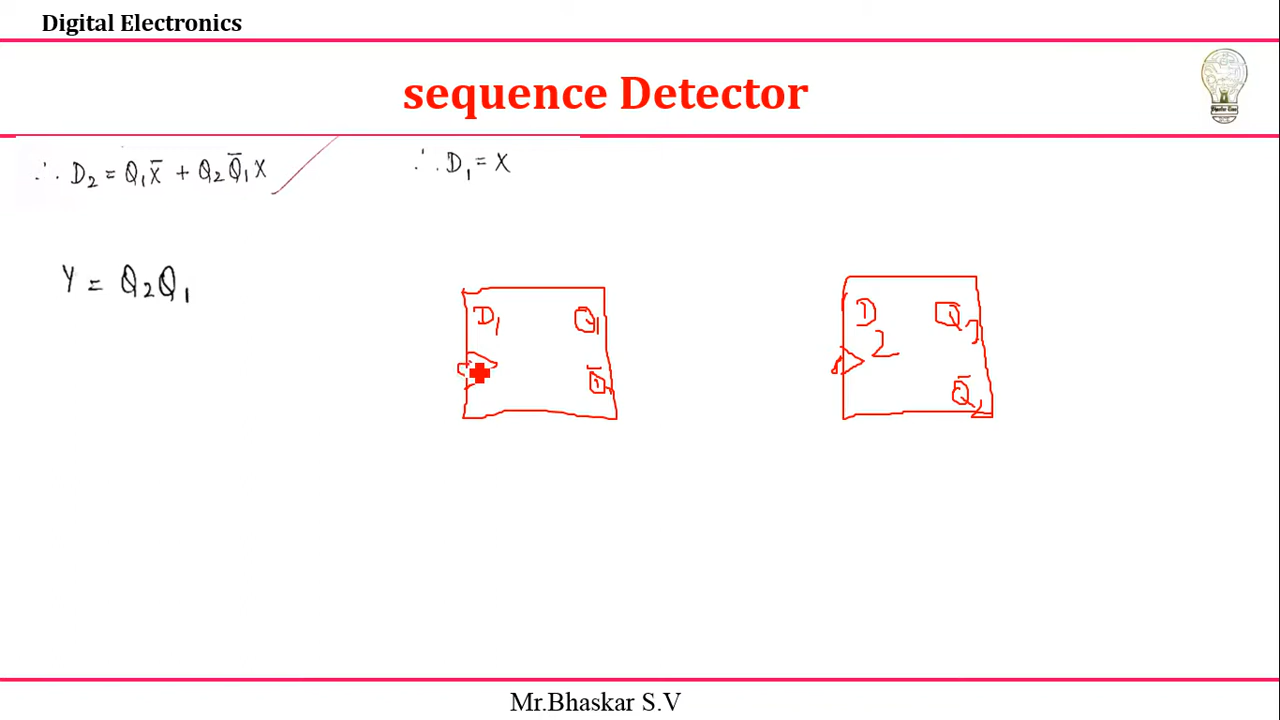 Digital Electronics
sequence Detector
∴ D₂ = Q₁X̄ + Q₂Q̄₁X
∴ D₁ = X
Y = Q₂Q₁
D₁ Q₁
D₂ Q₂
Q̄₁
Q̄₂
Mr.Bhaskar S.V